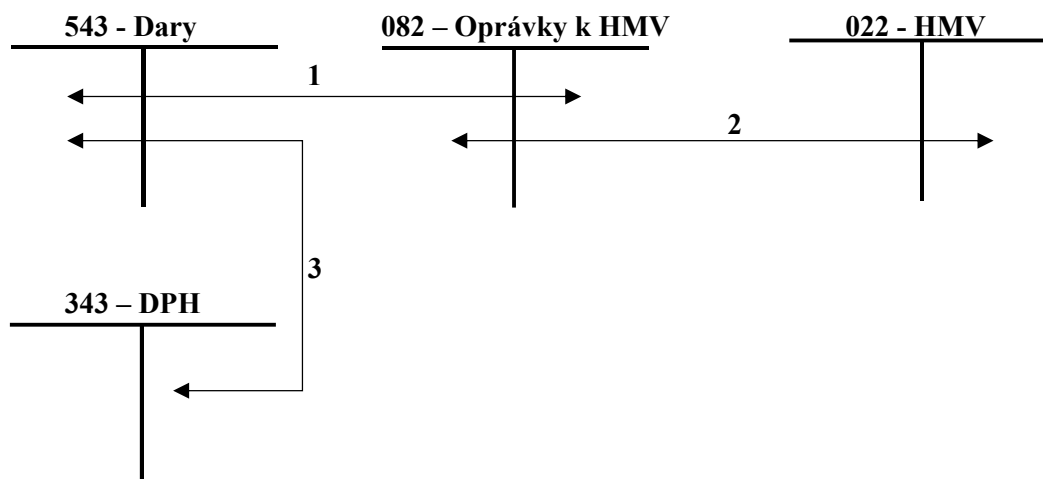 543 - Dary
082 – Oprávky k HMV
022 - HMV
1
2
3
343 – DPH